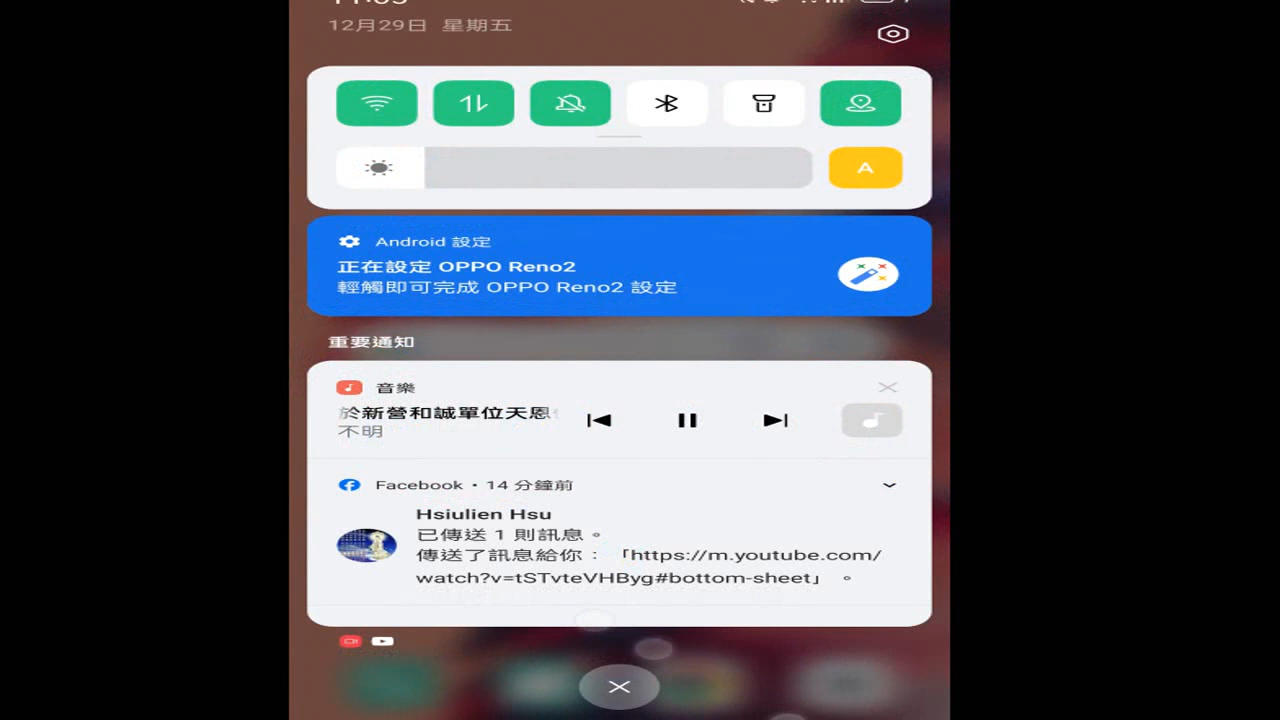 12月29日 星期五
A
Android 設定
正在設定 OPPO Reno2
輕觸即可完成 OPPO Reno2 設定
重要通知
音樂
於新營和誠單位天恩
不明
Facebook・14 分鐘前
Hsiulien Hsu
已傳送 1 則訊息。
傳送了訊息給你：「https://m.youtube.com/
watch?v=tSTvteVHByg#bottom-sheet」 。